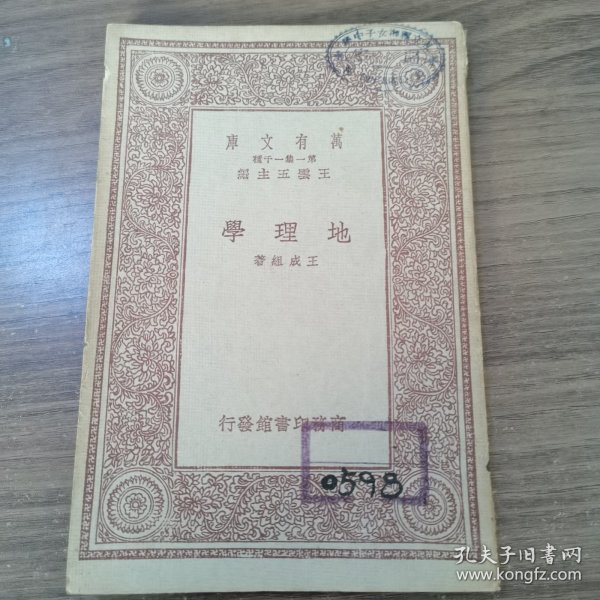 萬有文庫
第一集一千種
王雲五主編
地理學
王成組著
商務印書館發行
0598
孔夫子旧书网
www.kongfz.com